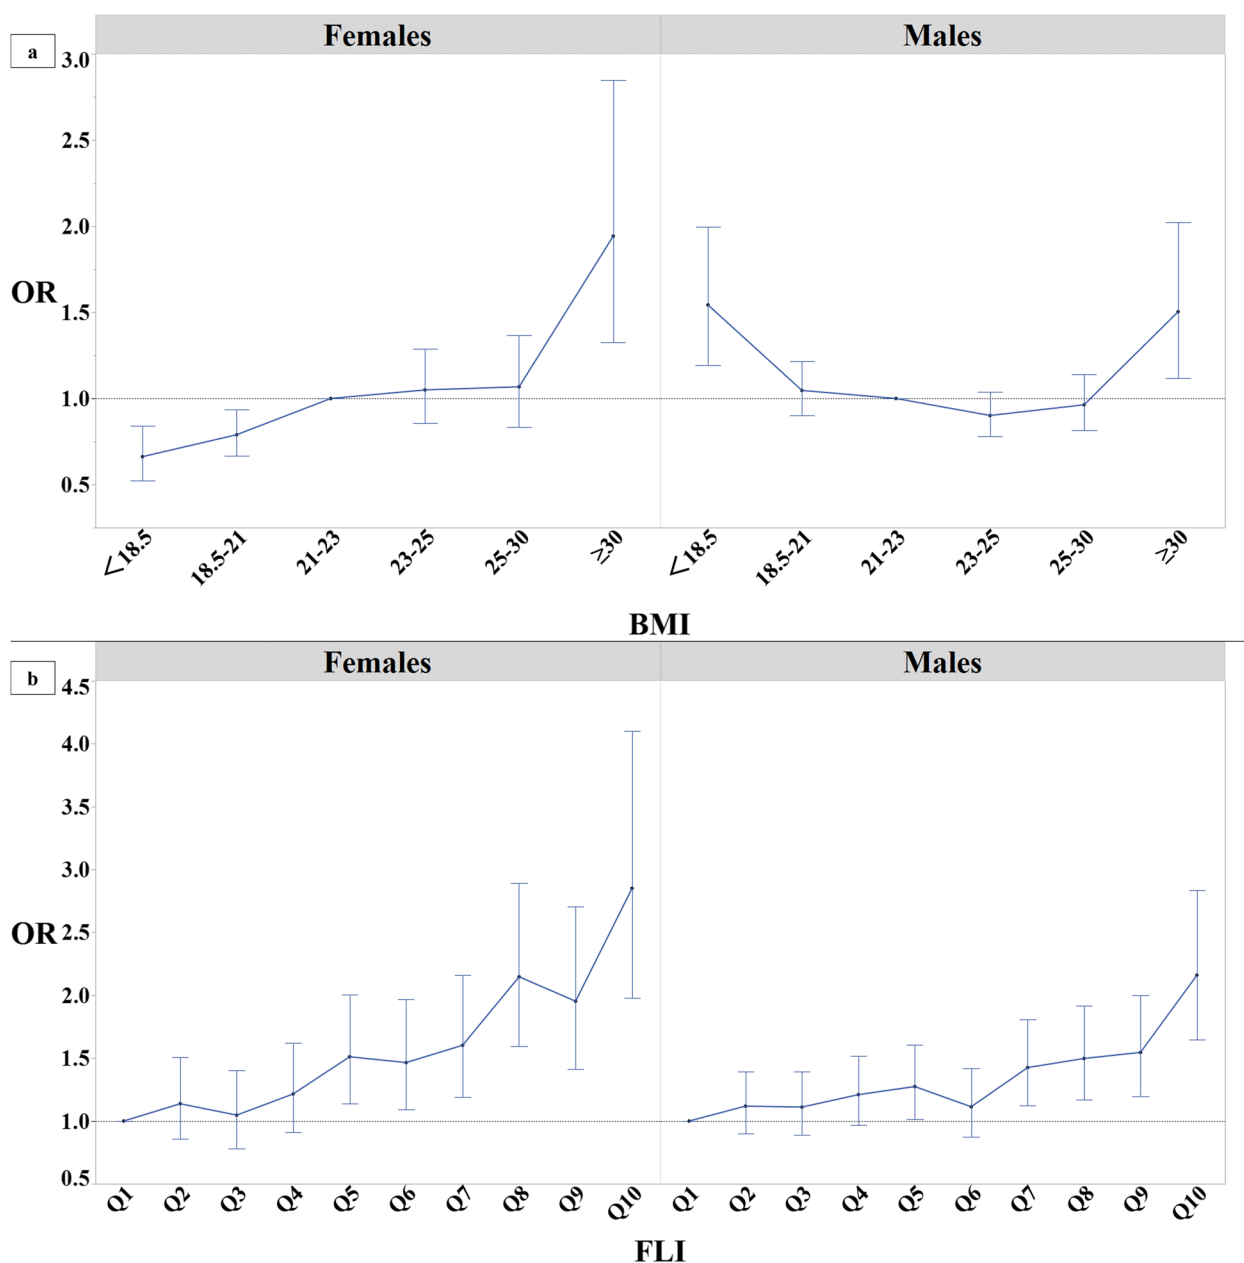 a
Females
Males
3.0
2.5
2.0
OR
1.5
1.0
0.5
<18.5
18.5-21
21-23
23-25
25-30
≥30
<18.5
18.5-21
21-23
23-25
25-30
≥30
BMI
b
Females
Males
4.5
4.0
3.5
3.0
OR
2.5
2.0
1.5
1.0
0.5
Q1
Q2
Q3
Q4
Q5
Q6
Q7
Q8
Q9
Q10
Q1
Q2
Q3
Q4
Q5
Q6
Q7
Q8
Q9
Q10
FLI